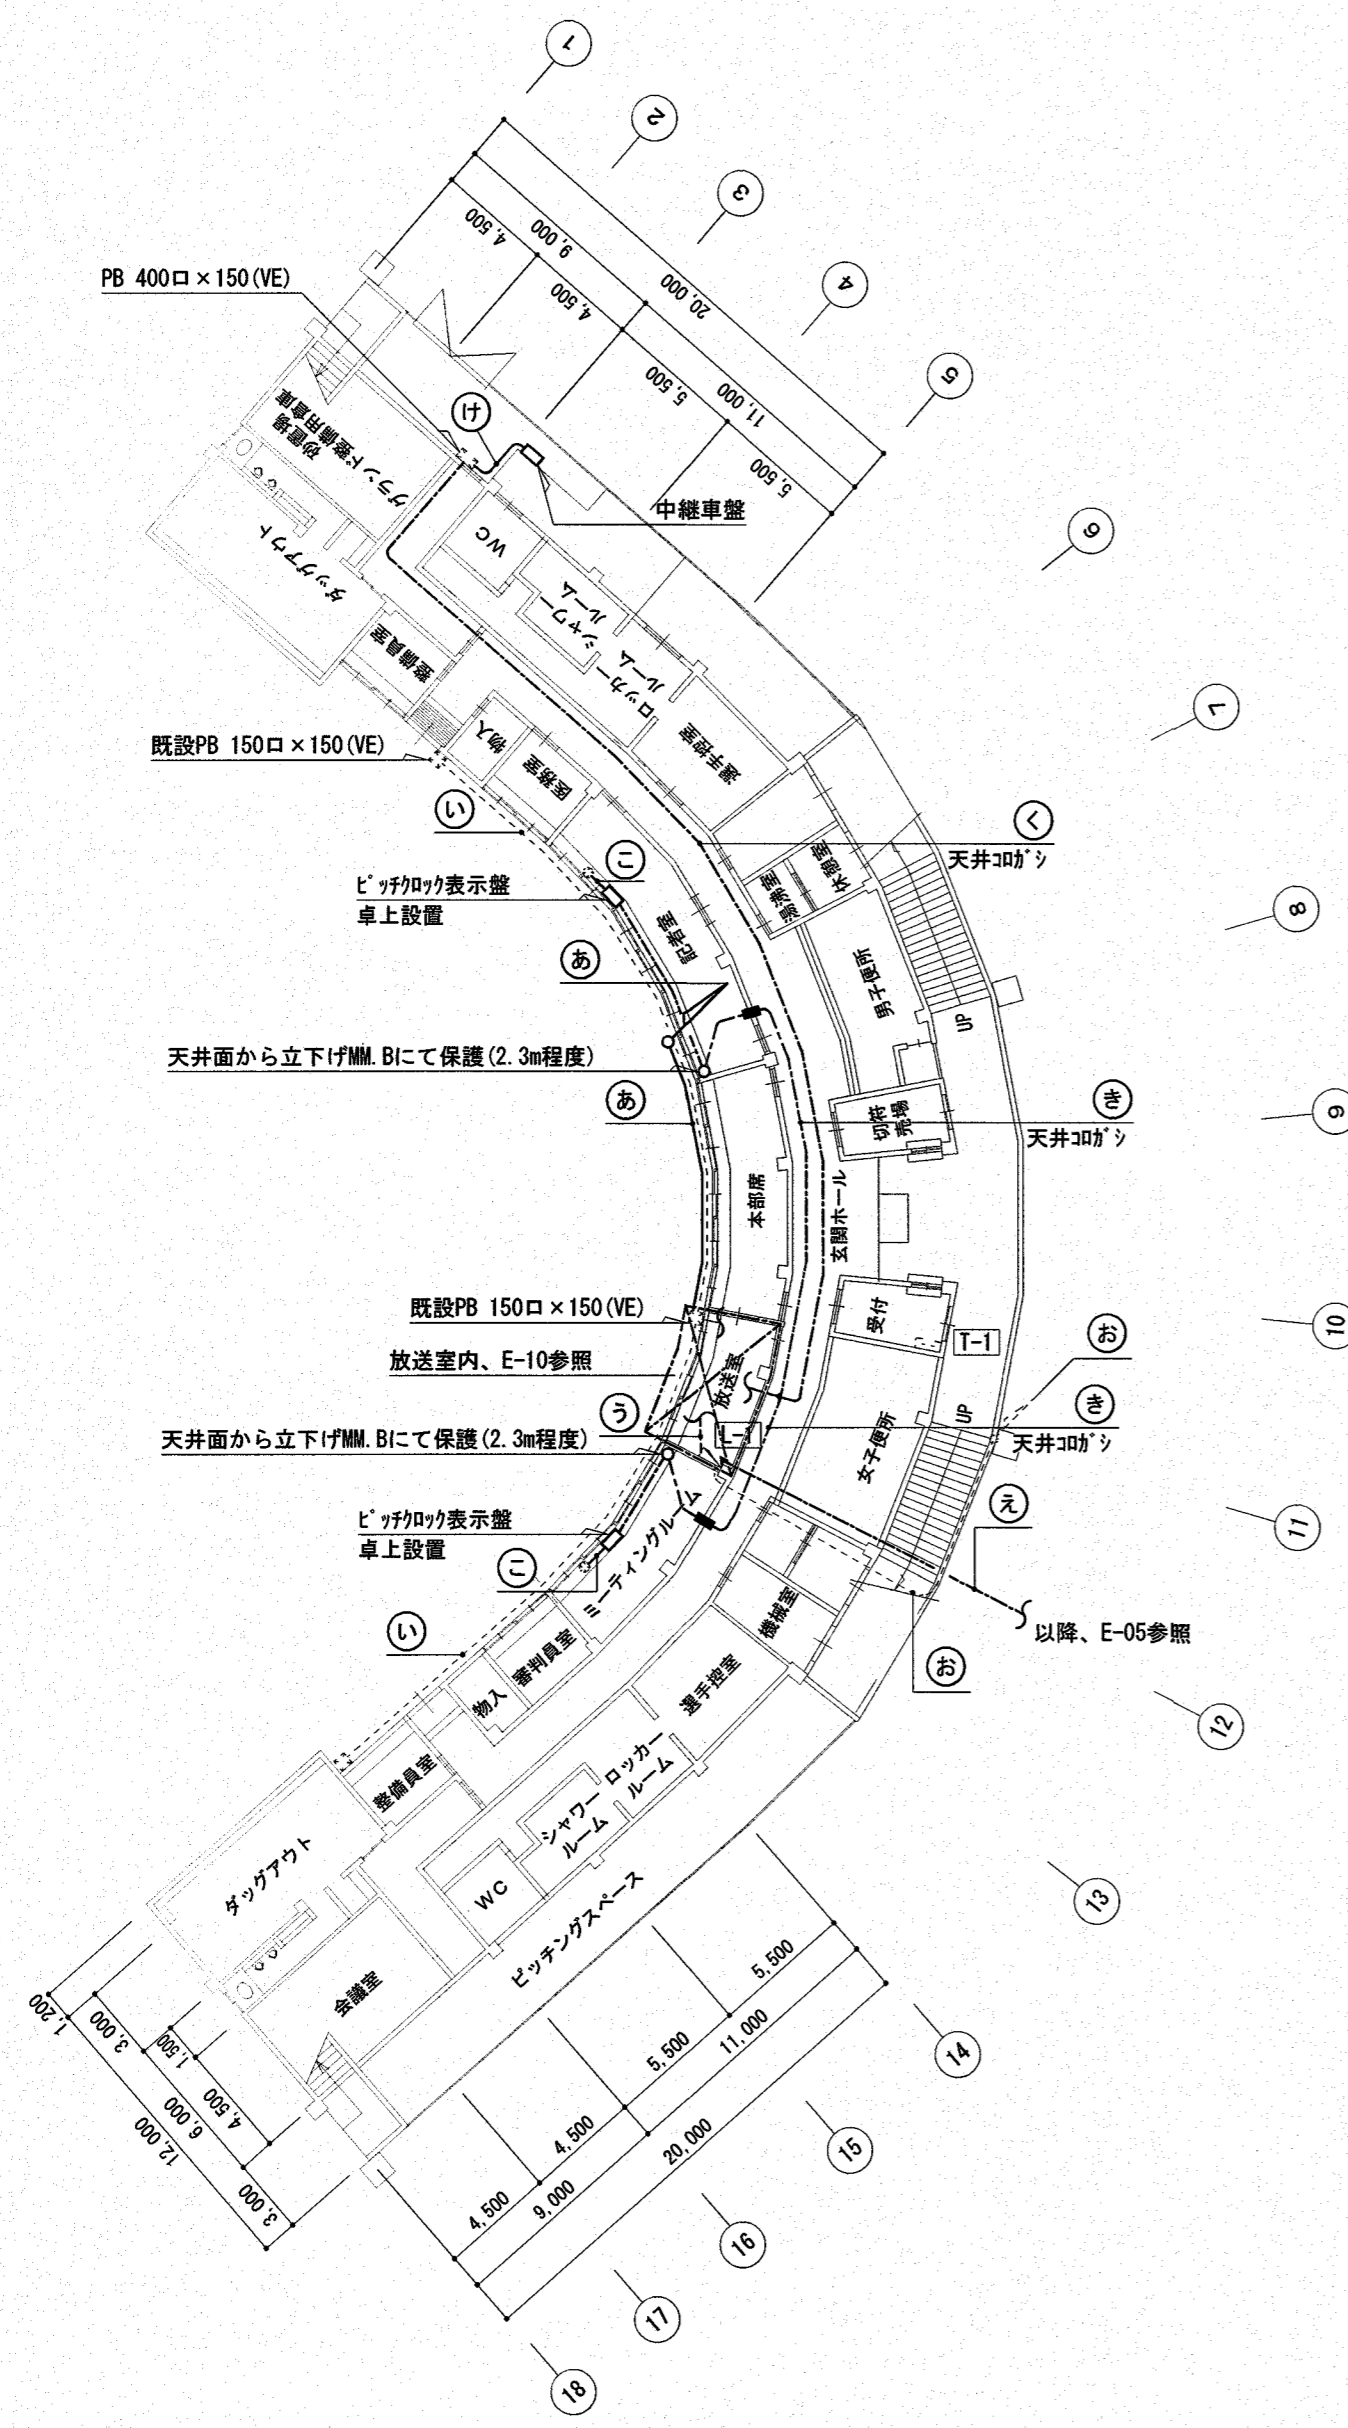 1
2
3
4
5
4,500
9,000
4,500
20,000
5,500
11,000
5,500
PB 400□×150(VE)
け
中継車盤
砂置場
グランド整備用倉庫
ダッグアウト
WC
シャワー
ルーム
ロッカー
ルーム
選手控室
整備員室
6
7
既設PB 150□×150(VE)
物入
医務室
い
く
天井ｺﾛｶﾞｼ
こ
ﾋﾟｯﾁｸﾛｯｸ表示盤
卓上設置
湯沸室
休憩室
記者室
8
あ
男子便所
UP
天井面から立下げMM.Bにて保護(2.3m程度)
あ
き
天井ｺﾛｶﾞｼ
切符
売場
9
本部席
玄関ホール
既設PB 150□×150(VE)
受付
T-1
10
お
放送室内、E-10参照
放送室
う
L-1
き
天井ｺﾛｶﾞｼ
UP
女子便所
天井面から立下げMM.Bにて保護(2.3m程度)
ﾋﾟｯﾁｸﾛｯｸ表示盤
卓上設置
ミーティングルーム
え
11
こ
機械室
以降、E-05参照
い
お
審判員室
物入
選手控室
12
整備員室
ロッカー
ルーム
シャワー
ルーム
ダッグアウト
WC
ピッチングスペース
13
会議室
1,200
3,000
1,500
4,500
6,000
12,000
3,000
5,500
11,000
5,500
20,000
4,500
9,000
4,500
14
15
16
17
18